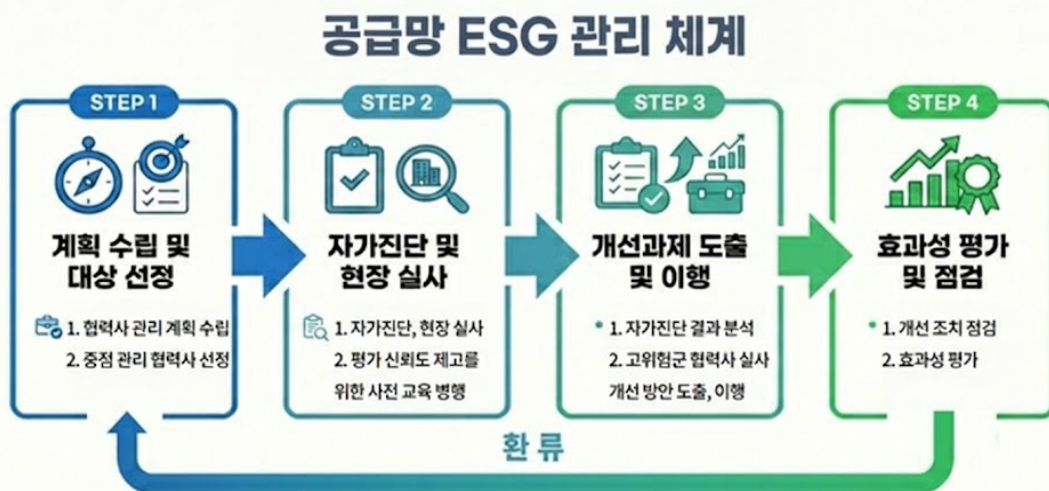 공급망 ESG 관리 체계
STEP 1
계획 수립 및
대상 선정
1. 협력사 관리 계획 수립
2. 중점 관리 협력사 선정
STEP 2
자가진단 및
현장 실사
1. 자가진단, 현장 실사
2. 평가 신뢰도 제고를
위한 사전 교육 병행
STEP 3
개선과제 도출
및 이행
1. 자가진단 결과 분석
2. 고위험군 협력사 실사
개선 방안 도출, 이행
STEP 4
효과성 평가
및 점검
1. 개선 조치 점검
2. 효과성 평가
환 류